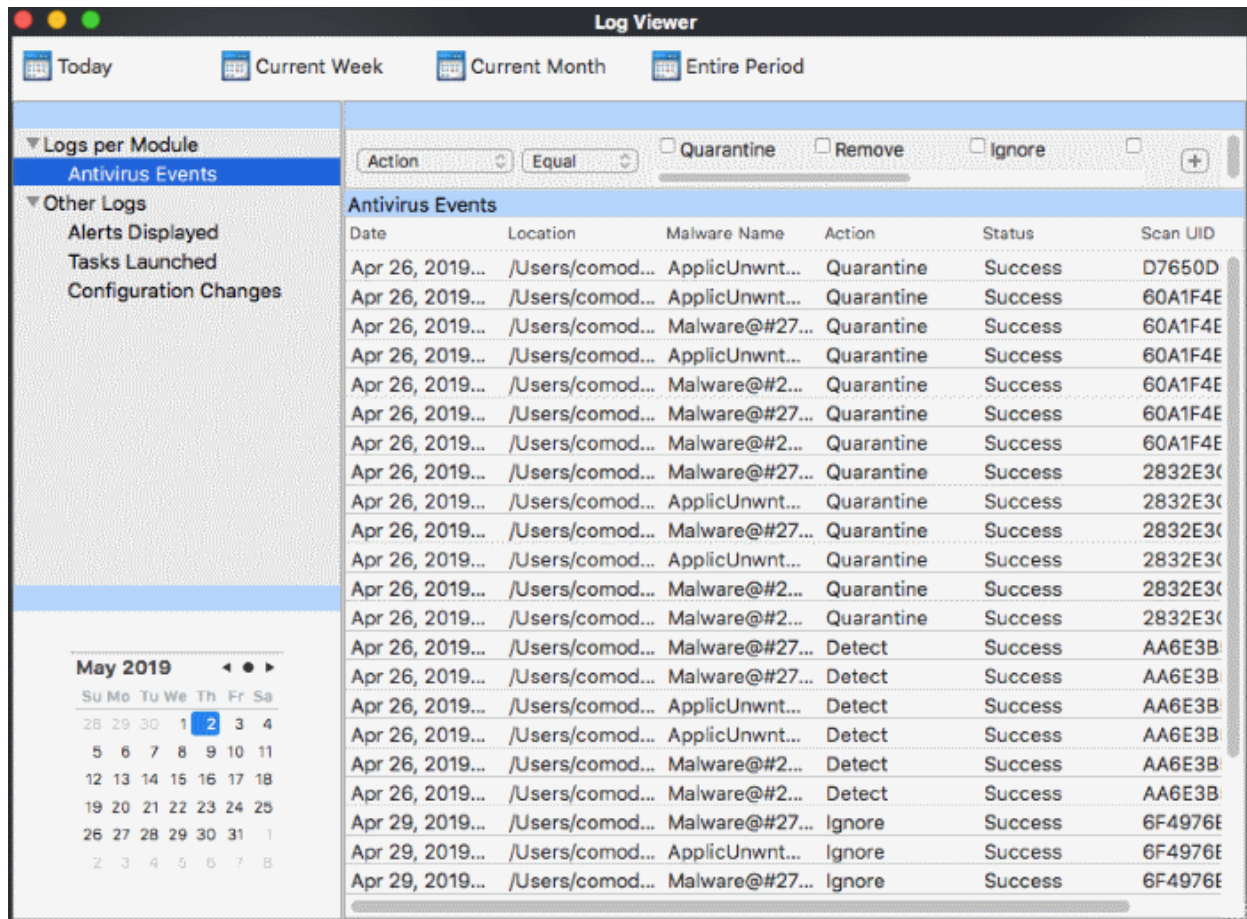 Log Viewer
Today Current Week Current Month Entire Period
Logs per Module
Antivirus Events
Other Logs
Alerts Displayed
Tasks Launched
Configuration Changes
Action Equal Quarantine Remove Ignore +
Antivirus Events
Date Location Malware Name Action Status Scan UID
Apr 26, 2019... /Users/comod... ApplicUnwnt... Quarantine Success D7650D
Apr 26, 2019... /Users/comod... ApplicUnwnt... Quarantine Success 60A1F4E
Apr 26, 2019... /Users/comod... Malware@#27... Quarantine Success 60A1F4E
Apr 26, 2019... /Users/comod... ApplicUnwnt... Quarantine Success 60A1F4E
Apr 26, 2019... /Users/comod... Malware@#2... Quarantine Success 60A1F4E
Apr 26, 2019... /Users/comod... Malware@#27... Quarantine Success 60A1F4E
Apr 26, 2019... /Users/comod... Malware@#2... Quarantine Success 60A1F4E
Apr 26, 2019... /Users/comod... Malware@#27... Quarantine Success 2832E3
Apr 26, 2019... /Users/comod... ApplicUnwnt... Quarantine Success 2832E3
Apr 26, 2019... /Users/comod... Malware@#27... Quarantine Success 2832E3
Apr 26, 2019... /Users/comod... ApplicUnwnt... Quarantine Success 2832E3
Apr 26, 2019... /Users/comod... Malware@#2... Quarantine Success 2832E3
Apr 26, 2019... /Users/comod... Malware@#2... Quarantine Success 2832E3
Apr 26, 2019... /Users/comod... Malware@#27... Detect Success AA6E3B
Apr 26, 2019... /Users/comod... Malware@#27... Detect Success AA6E3B
Apr 26, 2019... /Users/comod... ApplicUnwnt... Detect Success AA6E3B
Apr 26, 2019... /Users/comod... ApplicUnwnt... Detect Success AA6E3B
Apr 26, 2019... /Users/comod... Malware@#2... Detect Success AA6E3B
Apr 26, 2019... /Users/comod... Malware@#2... Detect Success AA6E3B
Apr 29, 2019... /Users/comod... Malware@#27... Ignore Success 6F4976E
Apr 29, 2019... /Users/comod... ApplicUnwnt... Ignore Success 6F4976E
Apr 29, 2019... /Users/comod... Malware@#27... Ignore Success 6F4976E
May 2019
Su Mo Tu We Th Fr Sa
28 29 30 1 2 3 4
5 6 7 8 9 10 11
12 13 14 15 16 17 18
19 20 21 22 23 24 25
26 27 28 29 30 31 1
2 3 4 5 6 7 8